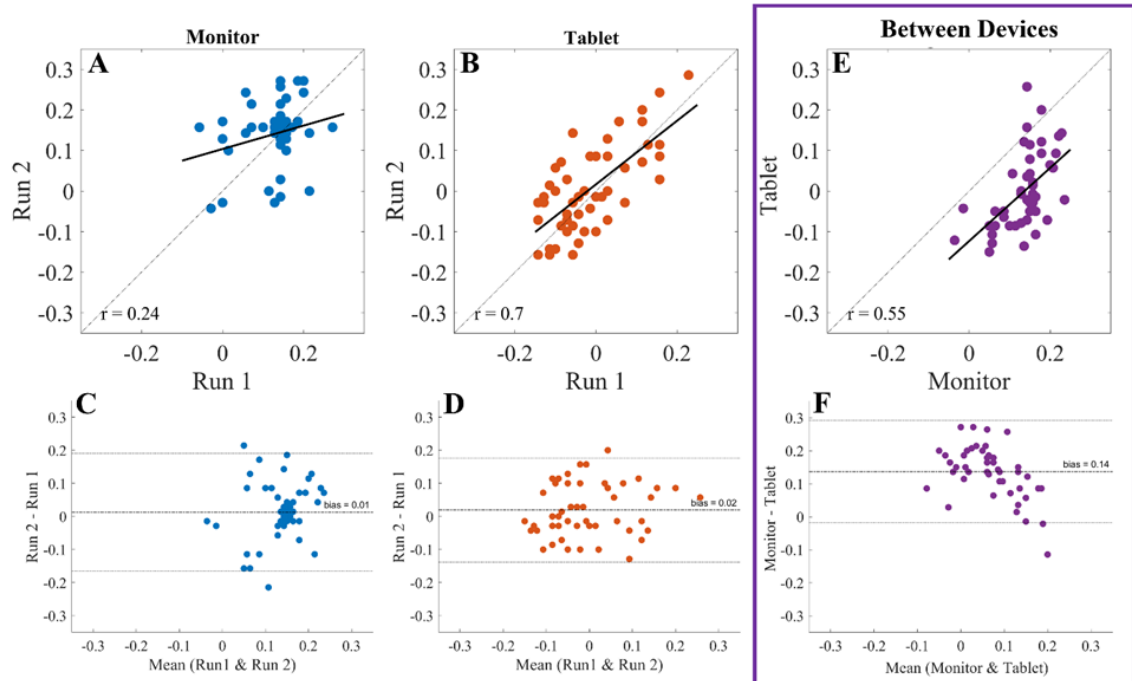 Monitor
A
0.3
0.2
0.1
0
-0.1
-0.2
-0.3
Run 2
r = 0.24
-0.2 0 0.2
Run 1
Tablet
B
0.3
0.2
0.1
0
-0.1
-0.2
-0.3
Run 2
r = 0.7
-0.2 0 0.2
Run 1
Between Devices
E
0.3
0.2
0.1
0
-0.1
-0.2
-0.3
Tablet
r = 0.55
-0.2 0 0.2
Monitor
C
0.3
0.2
0.1
0
-0.1
-0.2
-0.3
Run 2 - Run 1
bias = 0.01
-0.3 -0.2 -0.1 0 0.1 0.2 0.3
Mean (Run1 & Run 2)
D
0.3
0.2
0.1
0
-0.1
-0.2
-0.3
Run 2 - Run 1
bias = 0.02
-0.3 -0.2 -0.1 0 0.1 0.2 0.3
Mean (Run1 & Run 2)
F
0.3
0.2
0.1
0
0.1
-0.2
-0.3
Monitor - Tablet
bias = 0.14
-0.3 -0.2 -0.1 0 0.1 0.2 0.3
Mean (Monitor & Tablet)